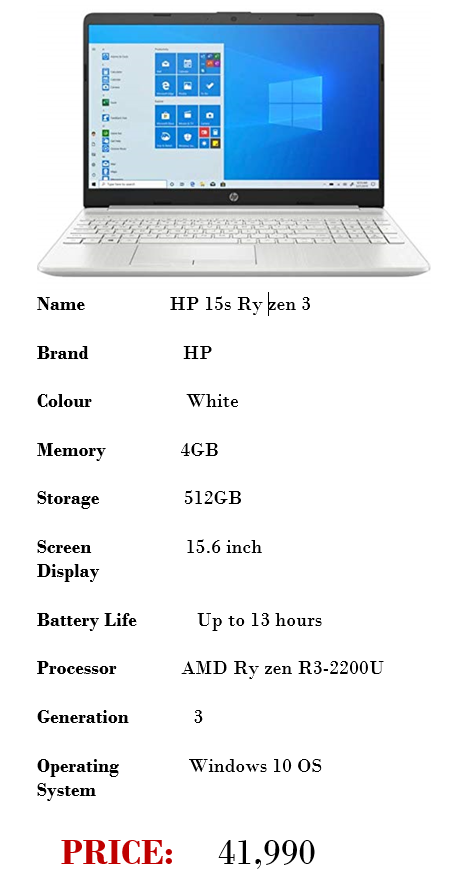 hp
Name HP 15s Ry zen 3
Brand HP
Colour White
Memory 4GB
Storage 512GB
Screen 15.6 inch
Display
Battery Life Up to 13 hours
Processor AMD Ry zen R3-2200U
Generation 3
Operating Windows 10 OS
System
PRICE: 41,990